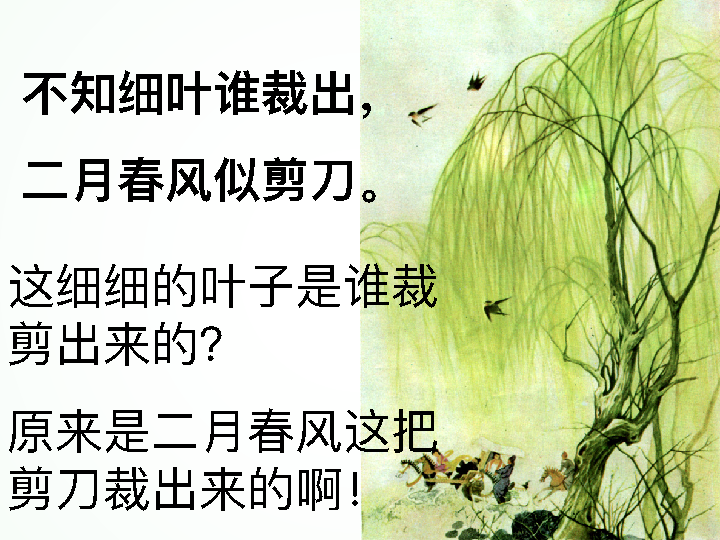 不知细叶谁裁出，
二月春风似剪刀。
这细细的叶子是谁裁
剪出来的？
原来是二月春风这把
剪刀裁出来的啊！